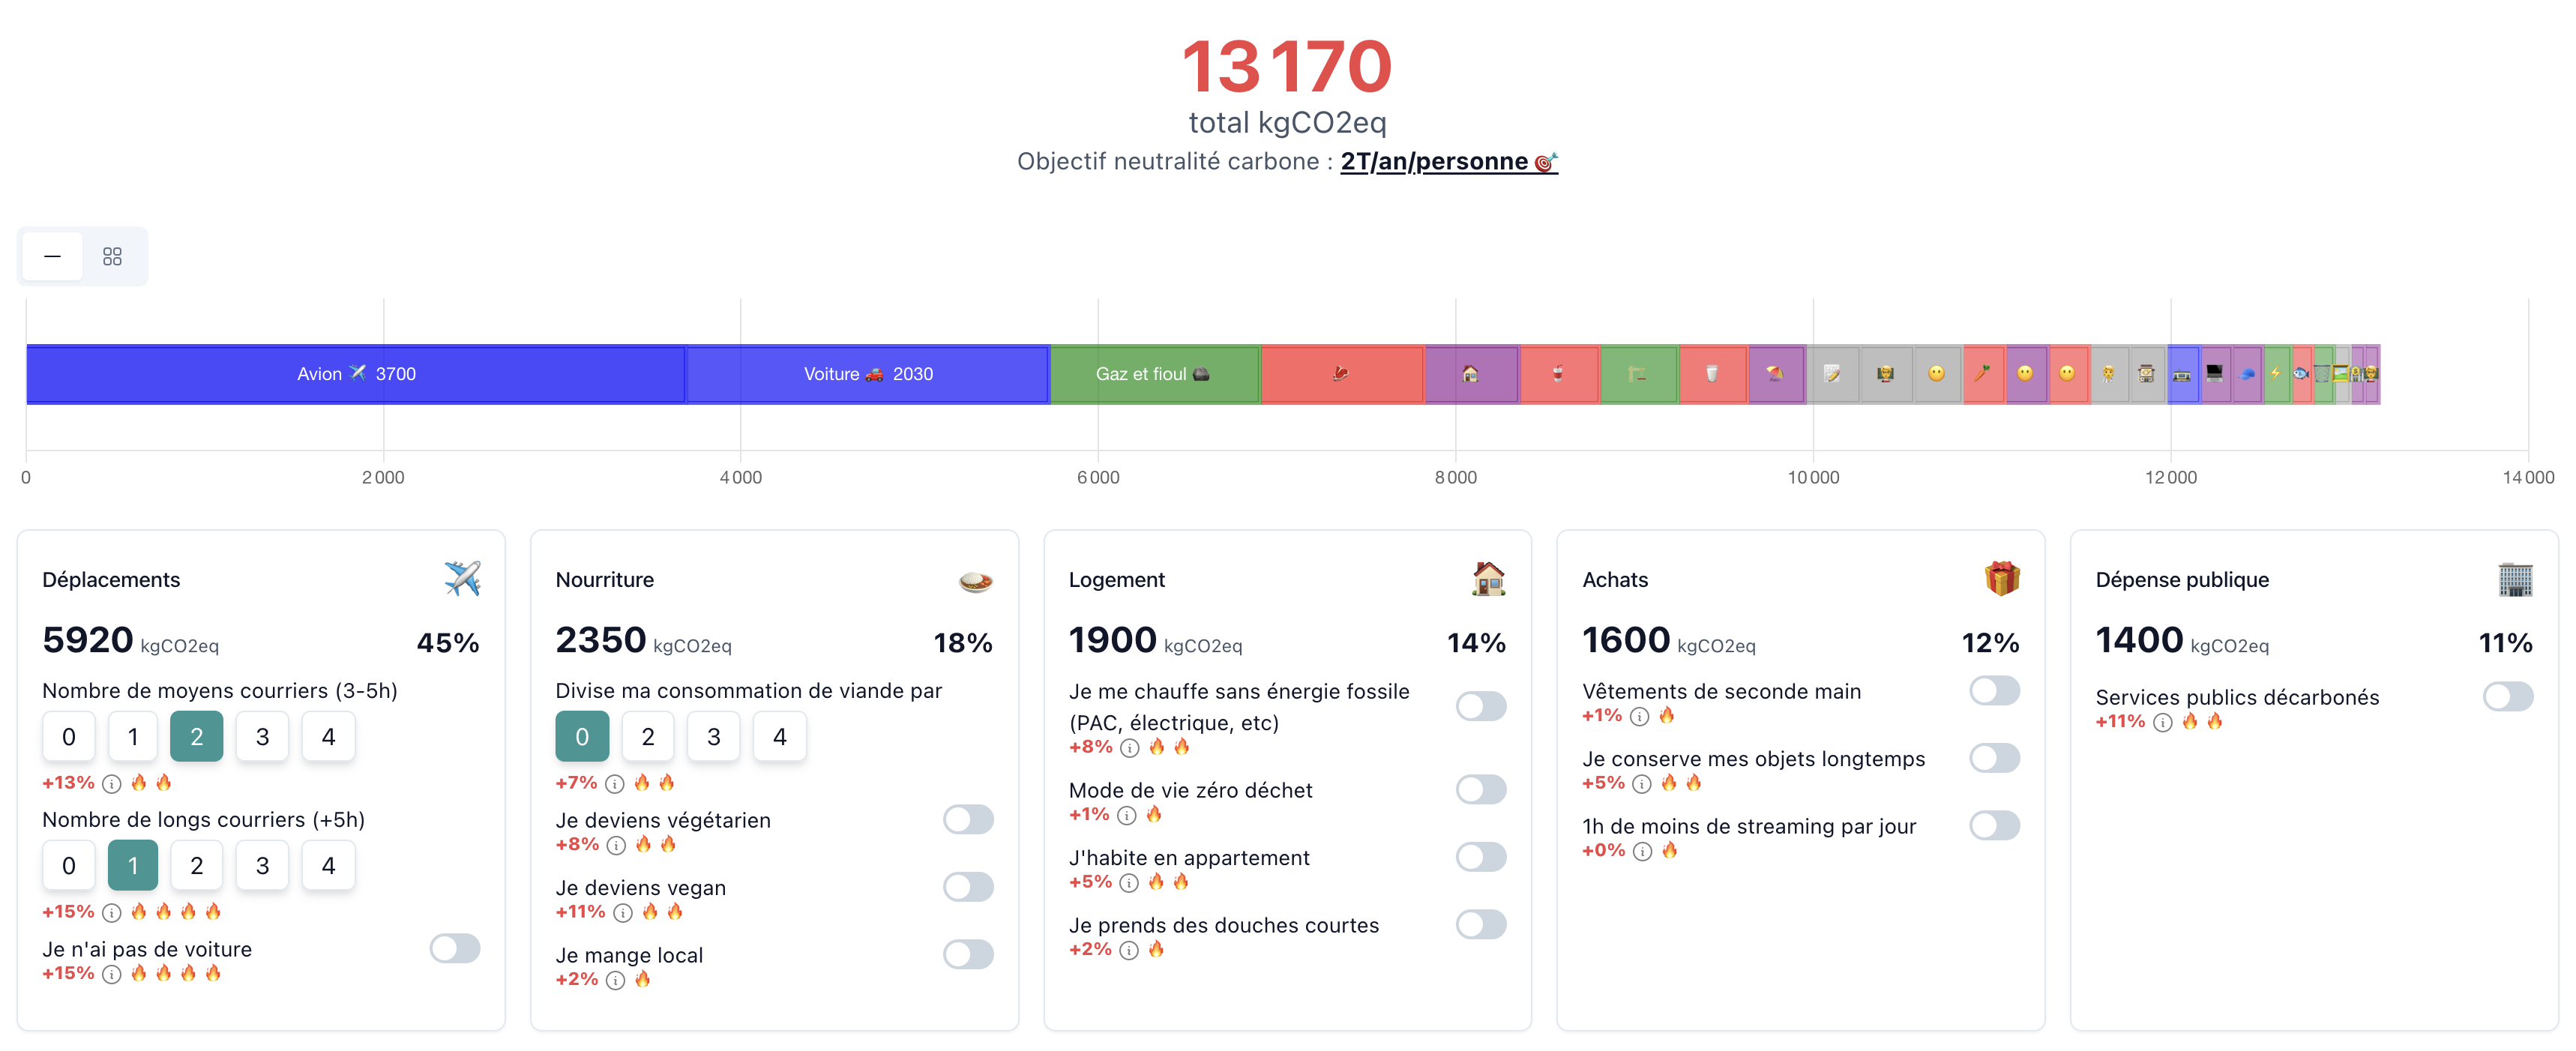 13 170
total kgCO2eq
Objectif neutralité carbone : 2T/an/personne 🎯
Avion ✈️ 3700
Voiture 🚗 2030
Gaz et fioul
0
2 000
4 000
6 000
8 000
10 000
12 000
14 000
Déplacements
5920 kgCO2eq 45%
Nombre de moyens courriers (3-5h)
0 1 2 3 4
+13%
Nombre de longs courriers (+5h)
0 1 2 3 4
+15%
Je n'ai pas de voiture
+15%
Nourriture
2350 kgCO2eq 18%
Divise ma consommation de viande par
0 2 3 4
+7%
Je deviens végétarien
+8%
Je deviens vegan
+11%
Je mange local
+2%
Logement
1900 kgCO2eq 14%
Je me chauffe sans énergie fossile
(PAC, électrique, etc)
+8%
Mode de vie zéro déchet
+1%
J'habite en appartement
+5%
Je prends des douches courtes
+2%
Achats
1600 kgCO2eq 12%
Vêtements de seconde main
+1%
Je conserve mes objets longtemps
+5%
1h de moins de streaming par jour
+0%
Dépense publique
1400 kgCO2eq 11%
Services publics décarbonés
+11%